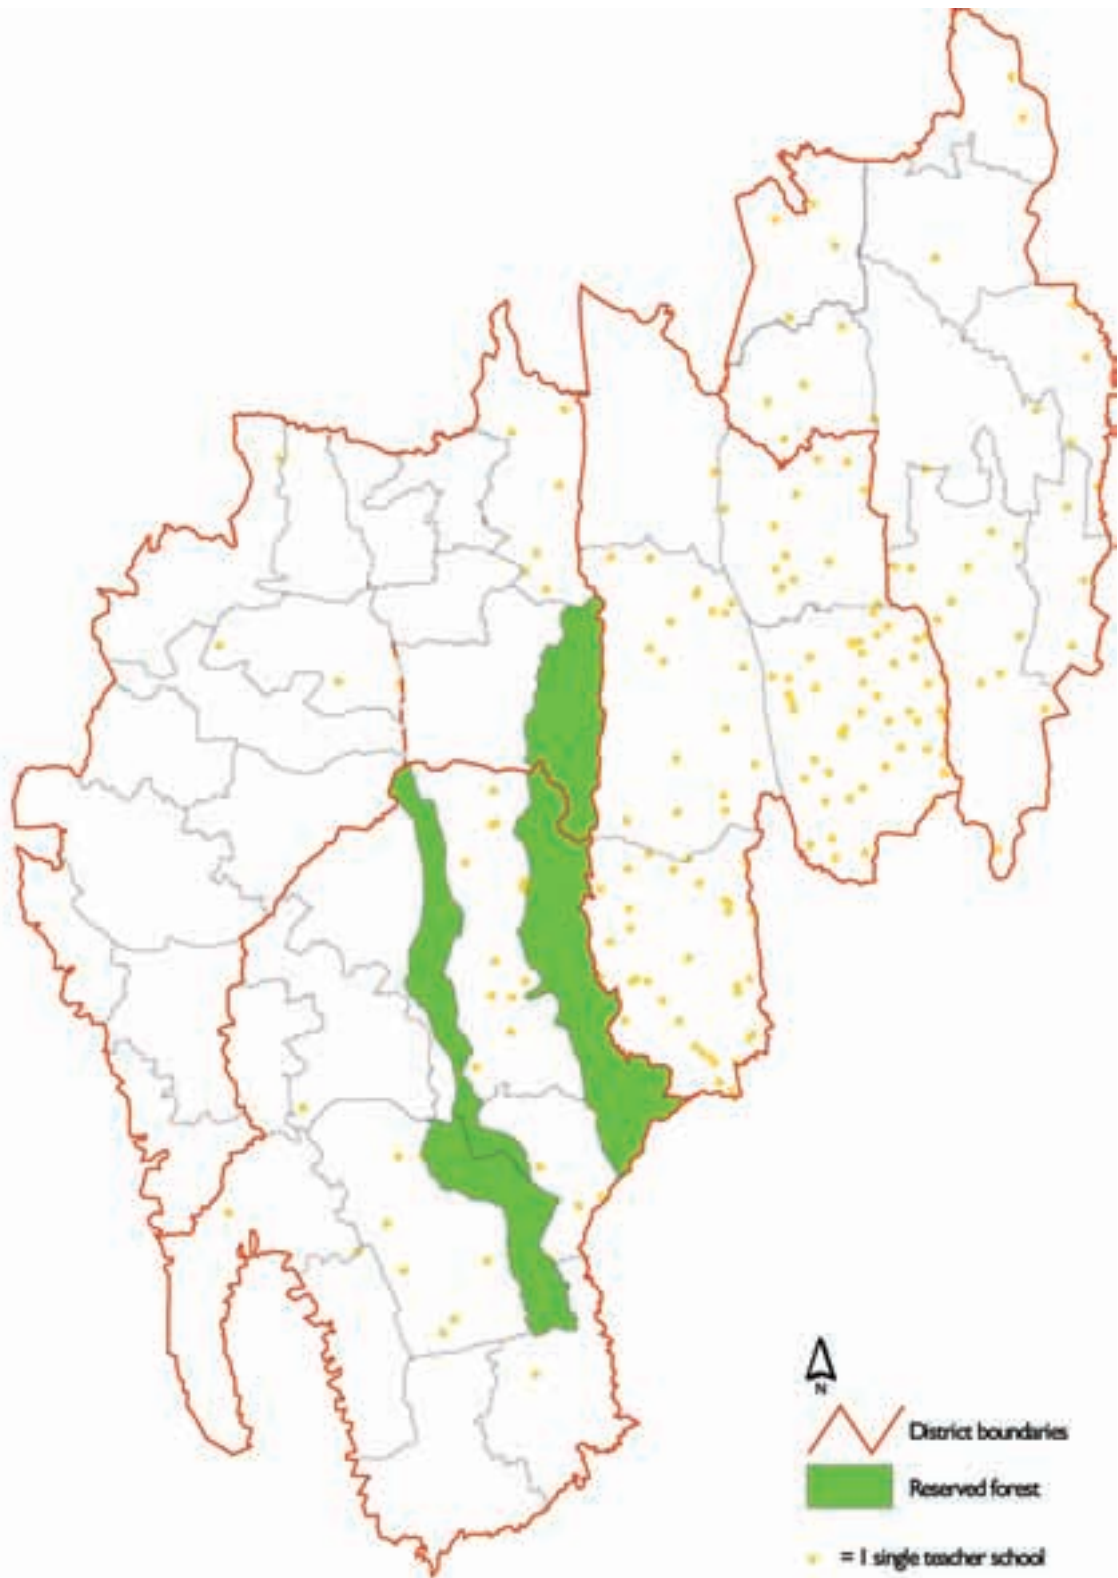 N
District boundaries
Reserved forest
= 1 single teacher school